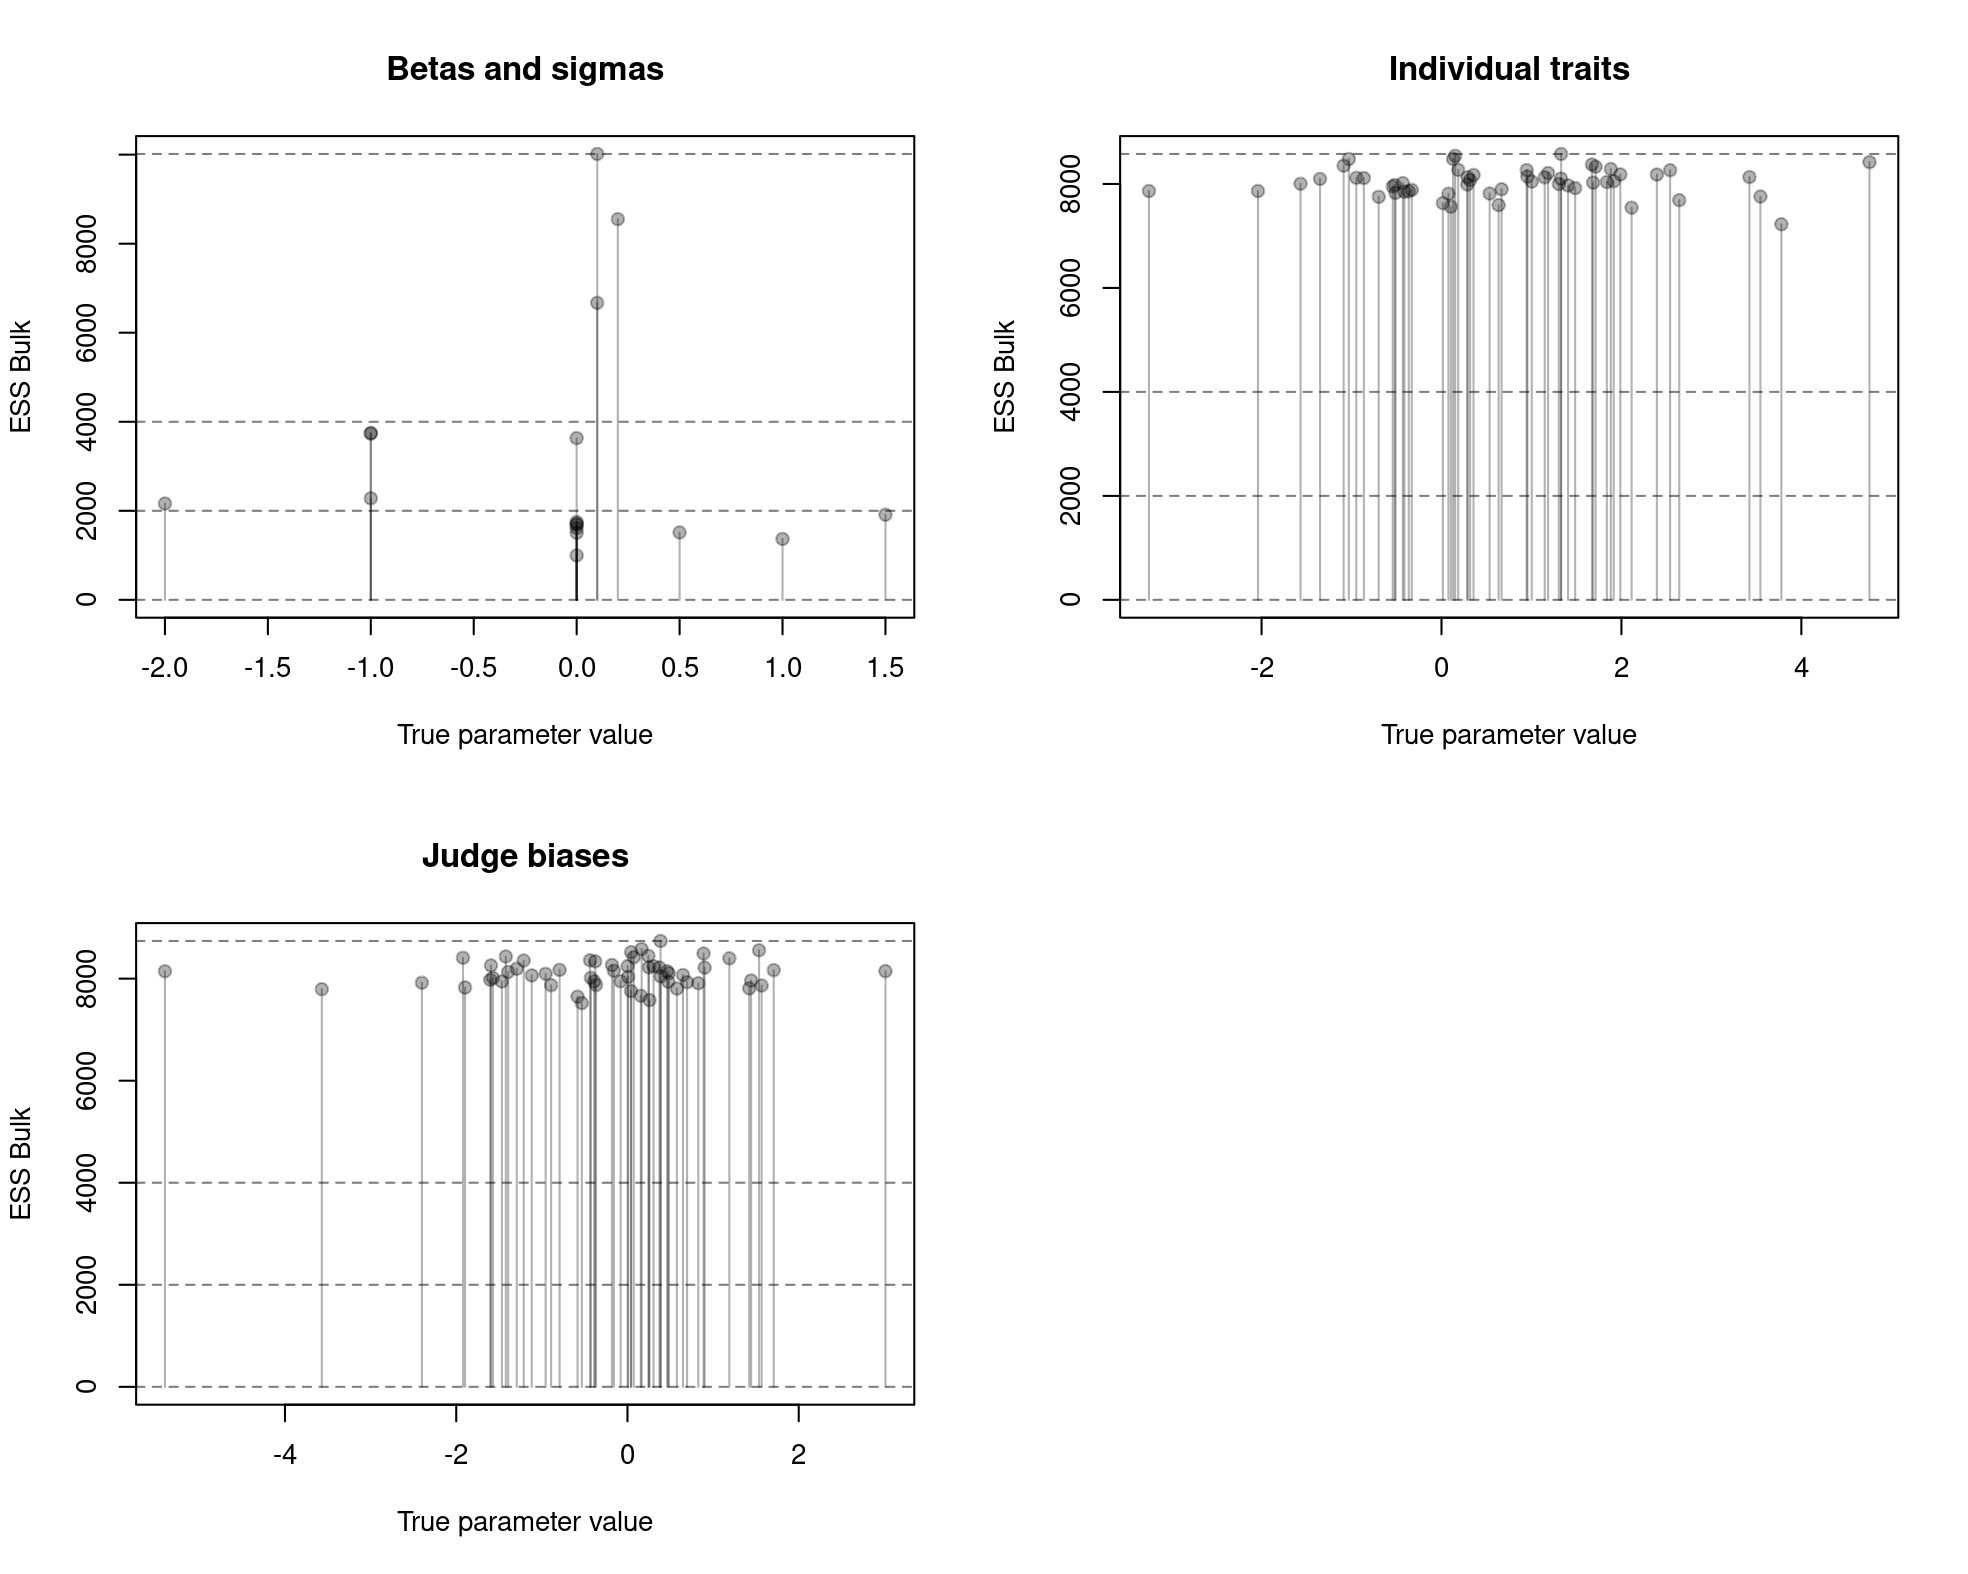 Betas and sigmas
ESS Bulk
0 2000 4000 6000 8000
-2.0 -1.5 -1.0 -0.5 0.0 0.5 1.0 1.5
True parameter value
Individual traits
ESS Bulk
0 2000 4000 6000 8000
-2 0 2 4
True parameter value
Judge biases
ESS Bulk
0 2000 4000 6000 8000
-4 -2 0 2
True parameter value